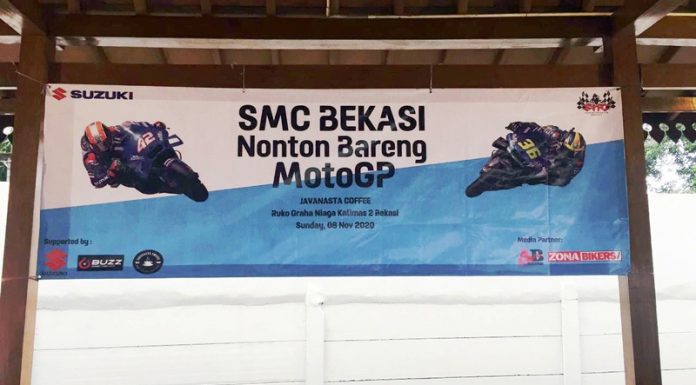 SUZUKI
SMC BEKASI
Nonton Bareng
MotoGP
42
36
JAVANASTA COFFEE
Ruko Graha Niaga Kalimas 2 Bekasi
Sunday, 08 Nov 2020
Supported by :
SUZUKI
BUZZ
Media Partner:
AB
ZONA BIKERS!